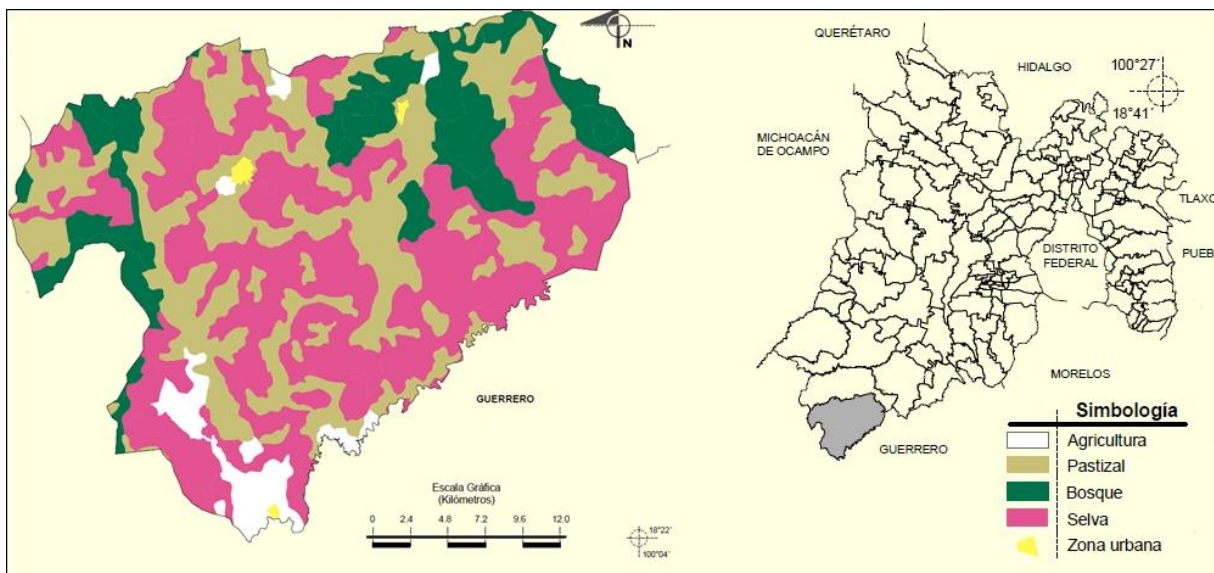 N
GUERRERO
Escala Gráfica
(Kilómetros)
0 2.4 4.8 7.2 9.6 12.0
18°22´
100°04´
QUERÉTARO
HIDALGO
100°27´
18°41´
MICHOACÁN
DE OCAMPO
TLAXC
DISTRITO
FEDERAL
PUEB
MORELOS
GUERRERO
Simbología
Agricultura
Pastizal
Bosque
Selva
Zona urbana